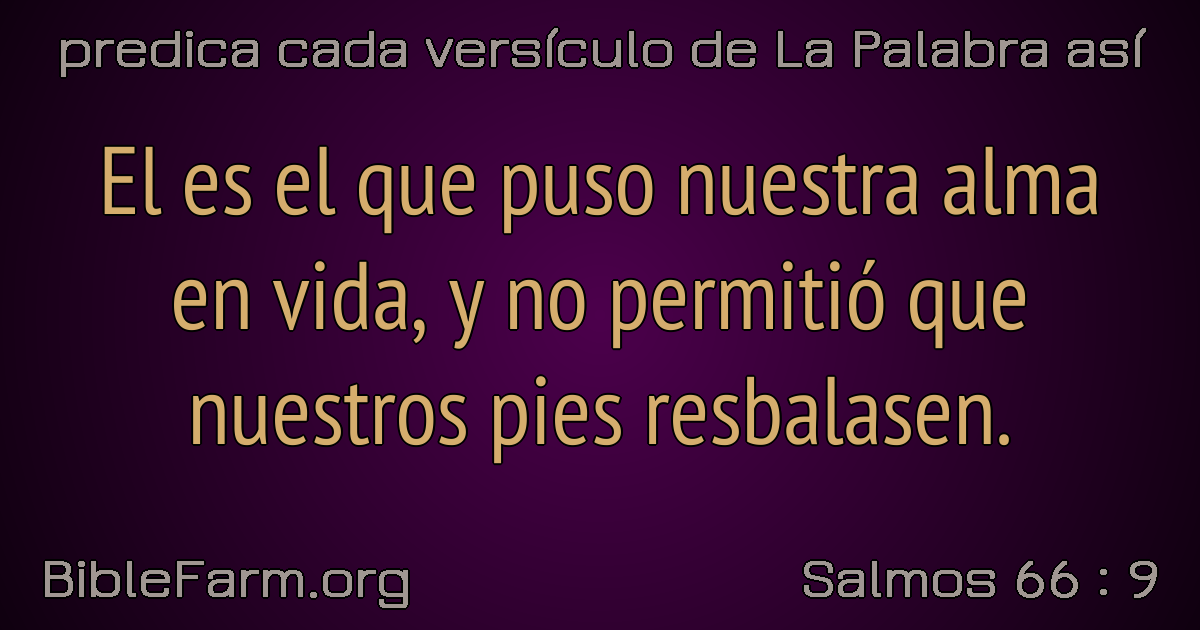 predica cada versículo de La Palabra así
El es el que puso nuestra alma
en vida, y no permitió que
nuestros pies resbalasen.
BibleFarm.org
Salmos 66 : 9